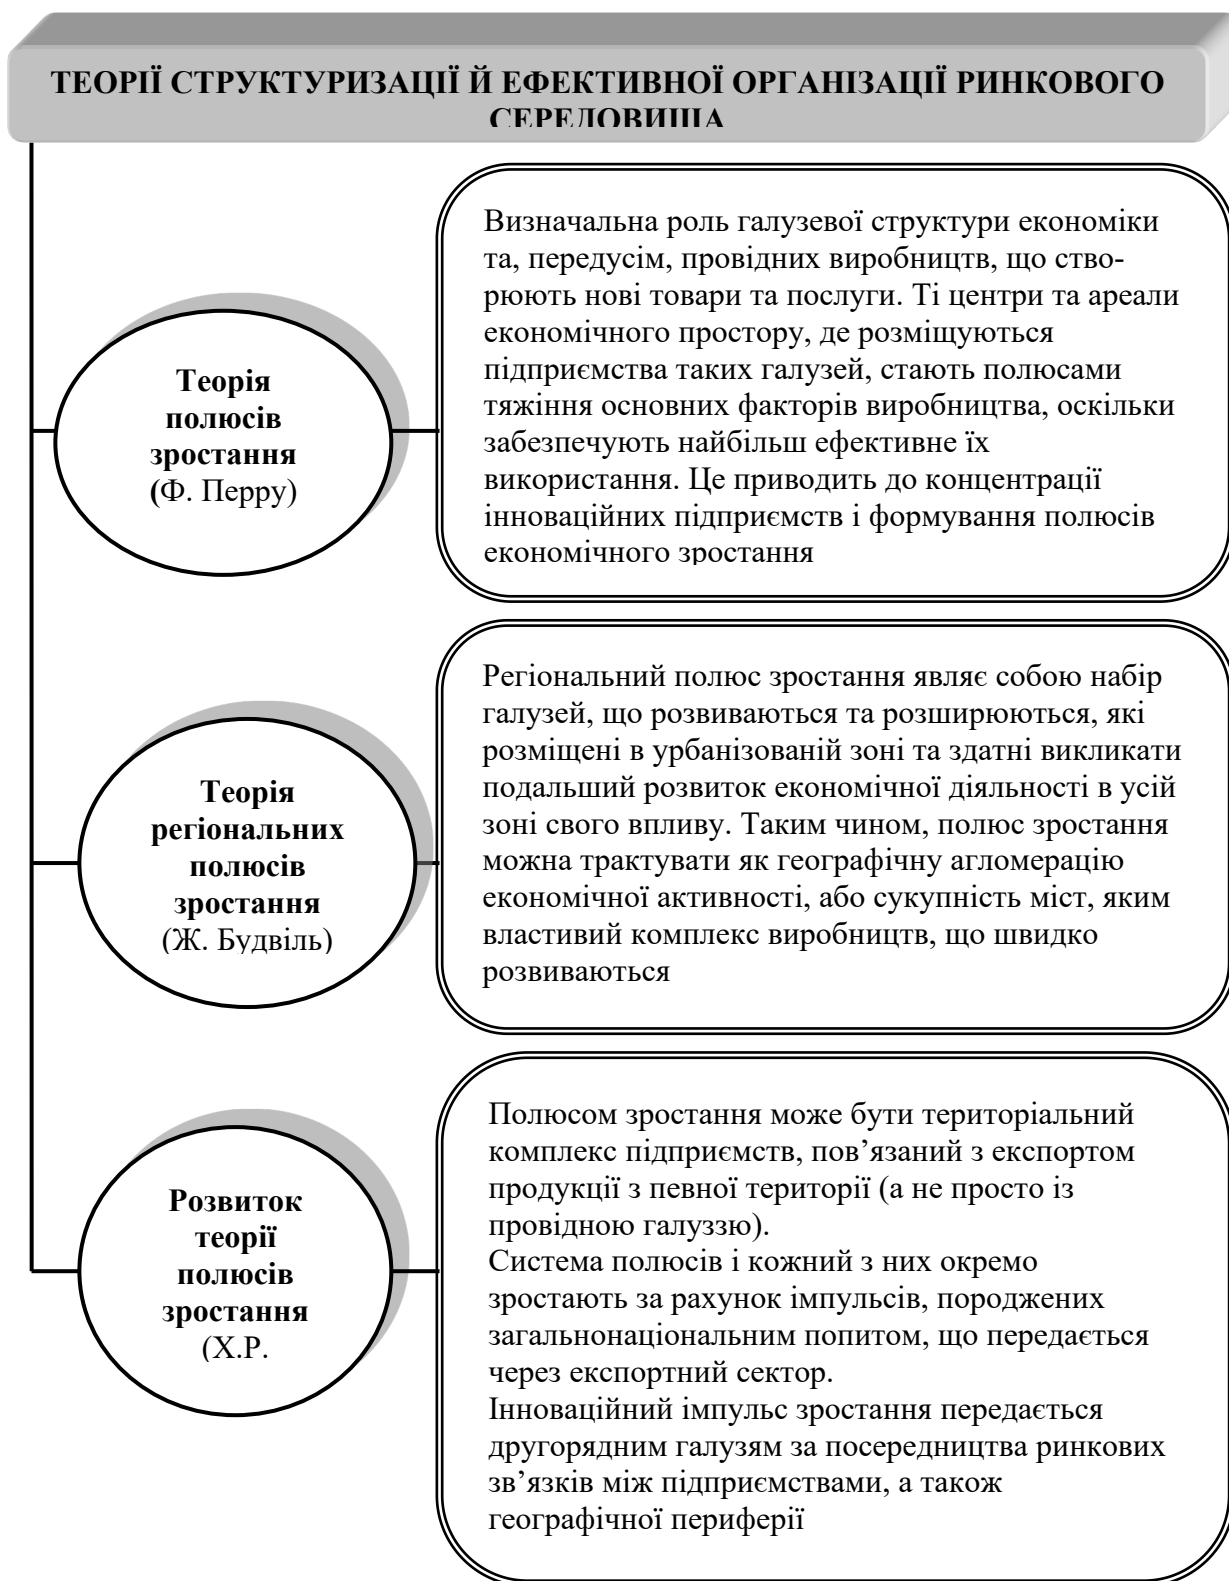 ТЕОРІЇ СТРУКТУРИЗАЦІЇ Й ЕФЕКТИВНОЇ ОРГАНІЗАЦІЇ РИНКОВОГО
СЕРЕДОВИЩА
Теорія
полюсів
зростання
(Ф. Перру)
Визначальна роль галузевої структури економіки
та, передусім, провідних виробництв, що ство-
рюють нові товари та послуги. Ті центри та ареали
економічного простору, де розміщуються
підприємства таких галузей, стають полюсами
тяжіння основних факторів виробництва, оскільки
забезпечують найбільш ефективне їх
використання. Це приводить до концентрації
інноваційних підприємств і формування полюсів
економічного зростання
Теорія
регіональних
полюсів
зростання
(Ж. Будвіль)
Регіональний полюс зростання являє собою набір
галузей, що розвиваються та розширюються, які
розміщені в урбанізованій зоні та здатні викликати
подальший розвиток економічної діяльності в усій
зоні свого впливу. Таким чином, полюс зростання
можна трактувати як географічну агломерацію
економічної активності, або сукупність міст, яким
властивий комплекс виробництв, що швидко
розвиваються
Розвиток
теорії
полюсів
зростання
(Х.Р.
Полюсом зростання може бути територіальний
комплекс підприємств, пов’язаний з експортом
продукції з певної території (а не просто із
провідною галуззю).
Система полюсів і кожний з них окремо
зростають за рахунок імпульсів, породжених
загальнонаціональним попитом, що передається
через експортний сектор.
Інноваційний імпульс зростання передається
другорядним галузям за посередництва ринкових
зв’язків між підприємствами, а також
географічної периферії